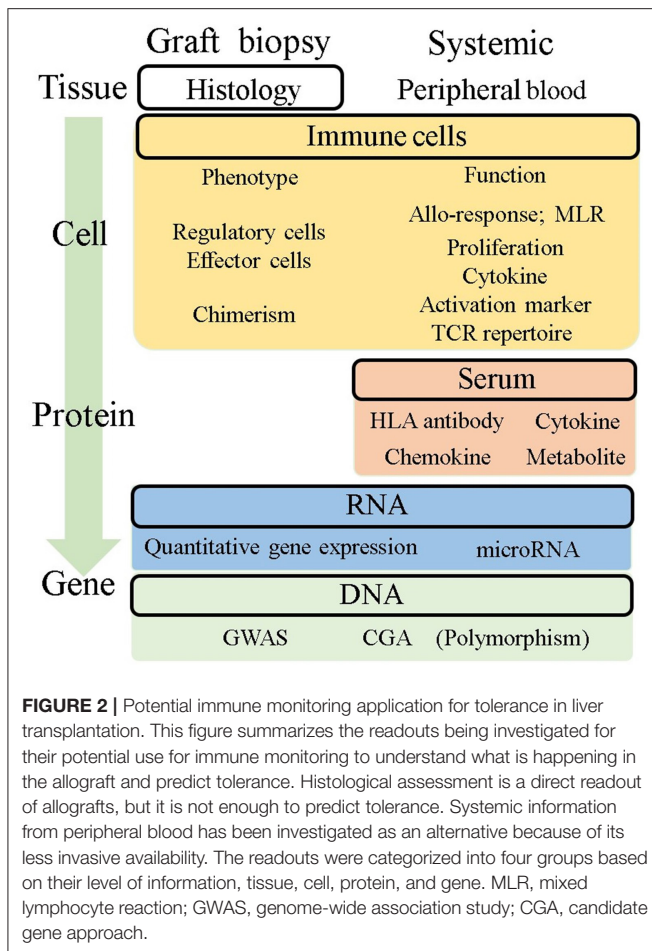 Graft biopsy Systemic
Tissue Histology Peripheral blood
Immune cells
Phenotype Function
Cell
Allo-response; MLR
Regulatory cells
Proliferation
Effector cells
Cytokine
Chimerism
Activation marker
TCR repertoire
Serum
Protein
HLA antibody Cytokine
Chemokine Metabolite
RNA
Quantitative gene expression microRNA
Gene
DNA
GWAS CGA (Polymorphism)
FIGURE 2 | Potential immune monitoring application for tolerance in liver
transplantation. This figure summarizes the readouts being investigated for
their potential use for immune monitoring to understand what is happening in
the allograft and predict tolerance. Histological assessment is a direct readout
of allografts, but it is not enough to predict tolerance. Systemic information
from peripheral blood has been investigated as an alternative because of its
less invasive availability. The readouts were categorized into four groups based
on their level of information, tissue, cell, protein, and gene. MLR, mixed
lymphocyte reaction; GWAS, genome-wide association study; CGA, candidate
gene approach.